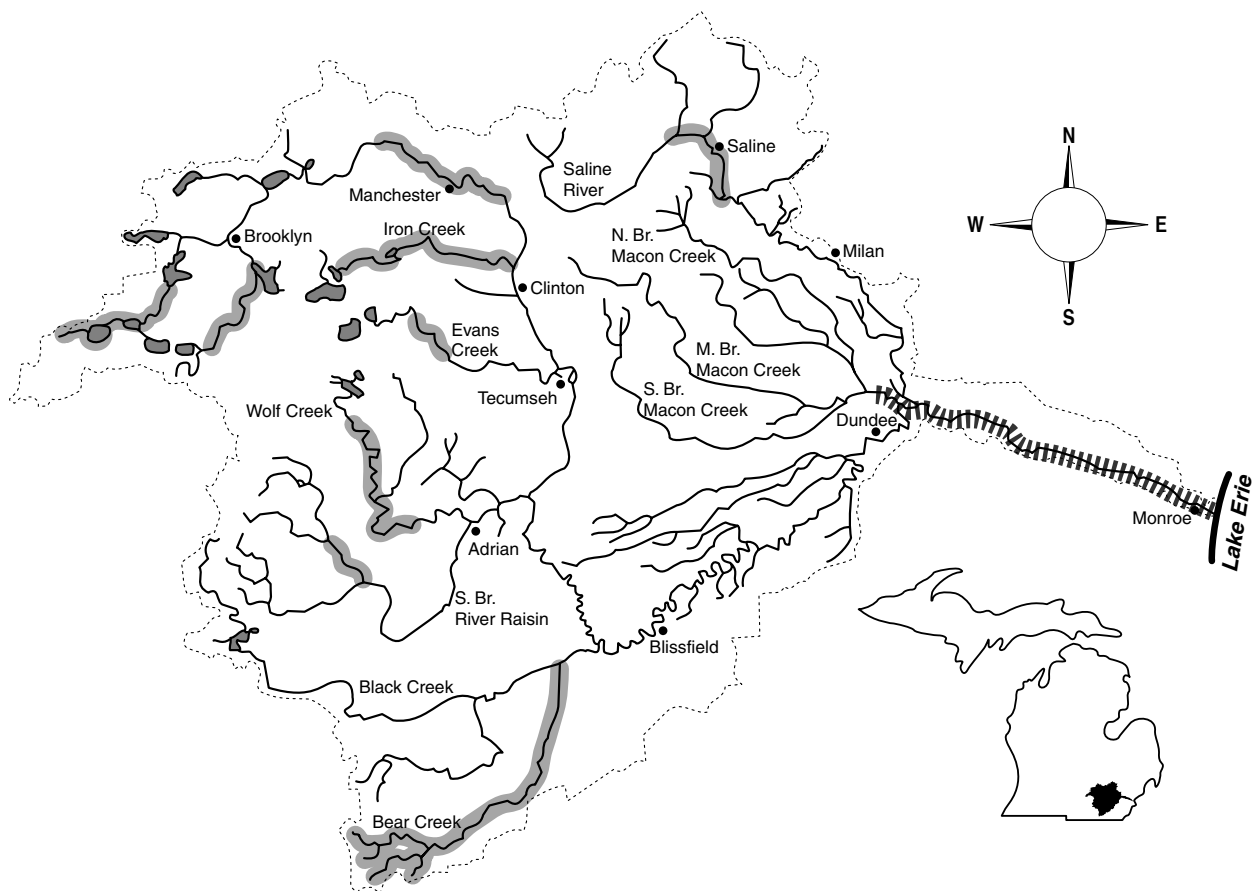 N
W
E
S
Saline
Saline
River
Manchester
Iron Creek
Brooklyn
N. Br.
Macon Creek
Milan
Clinton
Evans
Creek
M. Br.
Macon Creek
S. Br.
Macon Creek
Tecumseh
Wolf Creek
Dundee
Monroe
Lake Erie
Adrian
S. Br.
River Raisin
Blissfield
Black Creek
Bear Creek